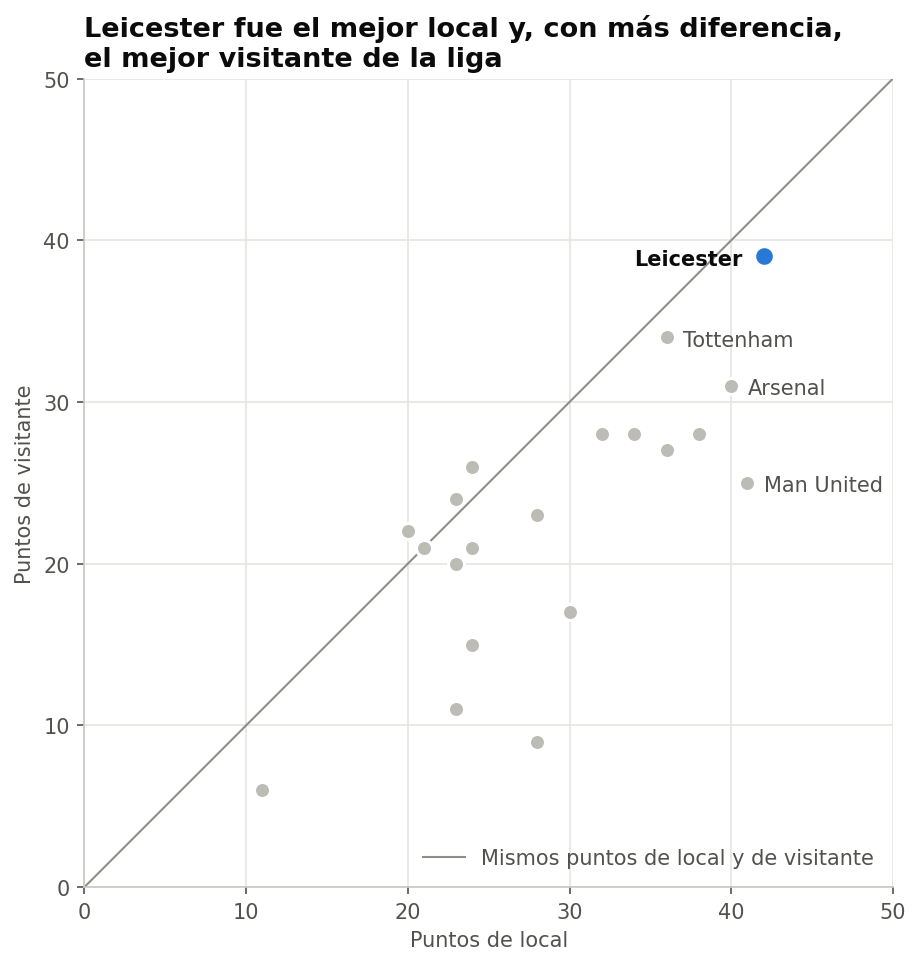 Leicester fue el mejor local y, con más diferencia,
el mejor visitante de la liga
50
40
30
20
10
0
Puntos de visitante
Leicester
Tottenham
Arsenal
Man United
Mismos puntos de local y de visitante
0
10
20
30
40
50
Puntos de local